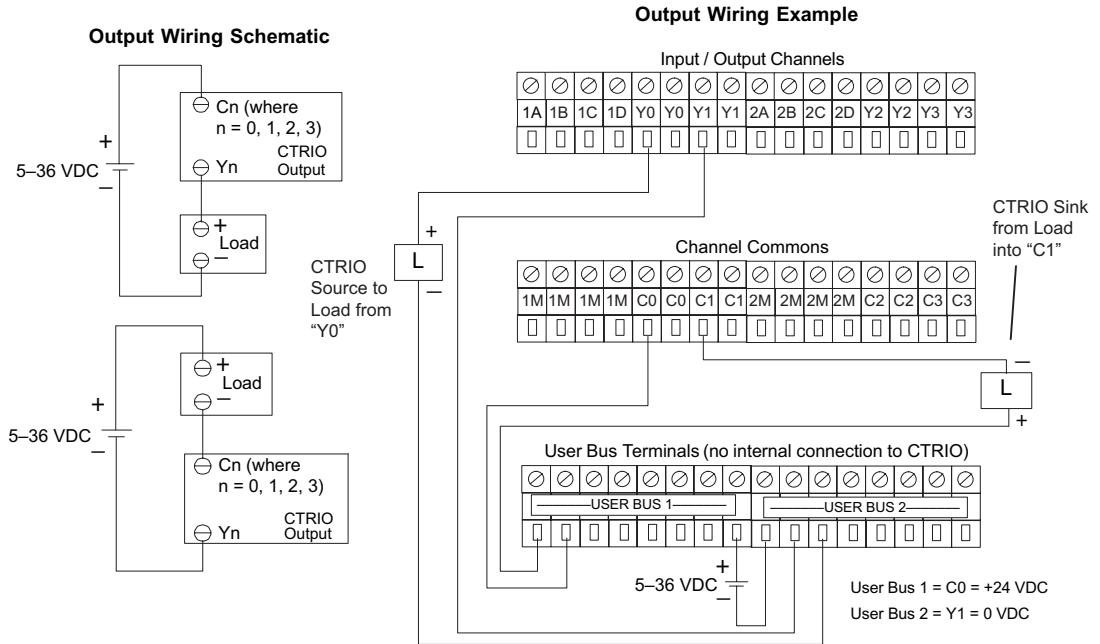 Output Wiring Schematic
+
5–36 VDC
–
Cn (where
n = 0, 1, 2, 3)
CTRIO
Output
Yn
+
Load
–
+
5–36 VDC
–
+
Load
–
Cn (where
n = 0, 1, 2, 3)
CTRIO
Output
Yn
Output Wiring Example
Input / Output Channels
1A 1B 1C 1D Y0 Y0 Y1 Y1 2A 2B 2C 2D Y2 Y2 Y3 Y3
+
L
–
CTRIO
Source to
Load from
“Y0”
CTRIO Sink
from Load
into “C1”
Channel Commons
1M 1M 1M 1M C0 C0 C1 C1 2M 2M 2M 2M C2 C2 C3 C3
–
L
+
User Bus Terminals (no internal connection to CTRIO)
USER BUS 1 USER BUS 2
+
5–36 VDC
–
User Bus 1 = C0 = +24 VDC
User Bus 2 = Y1 = 0 VDC